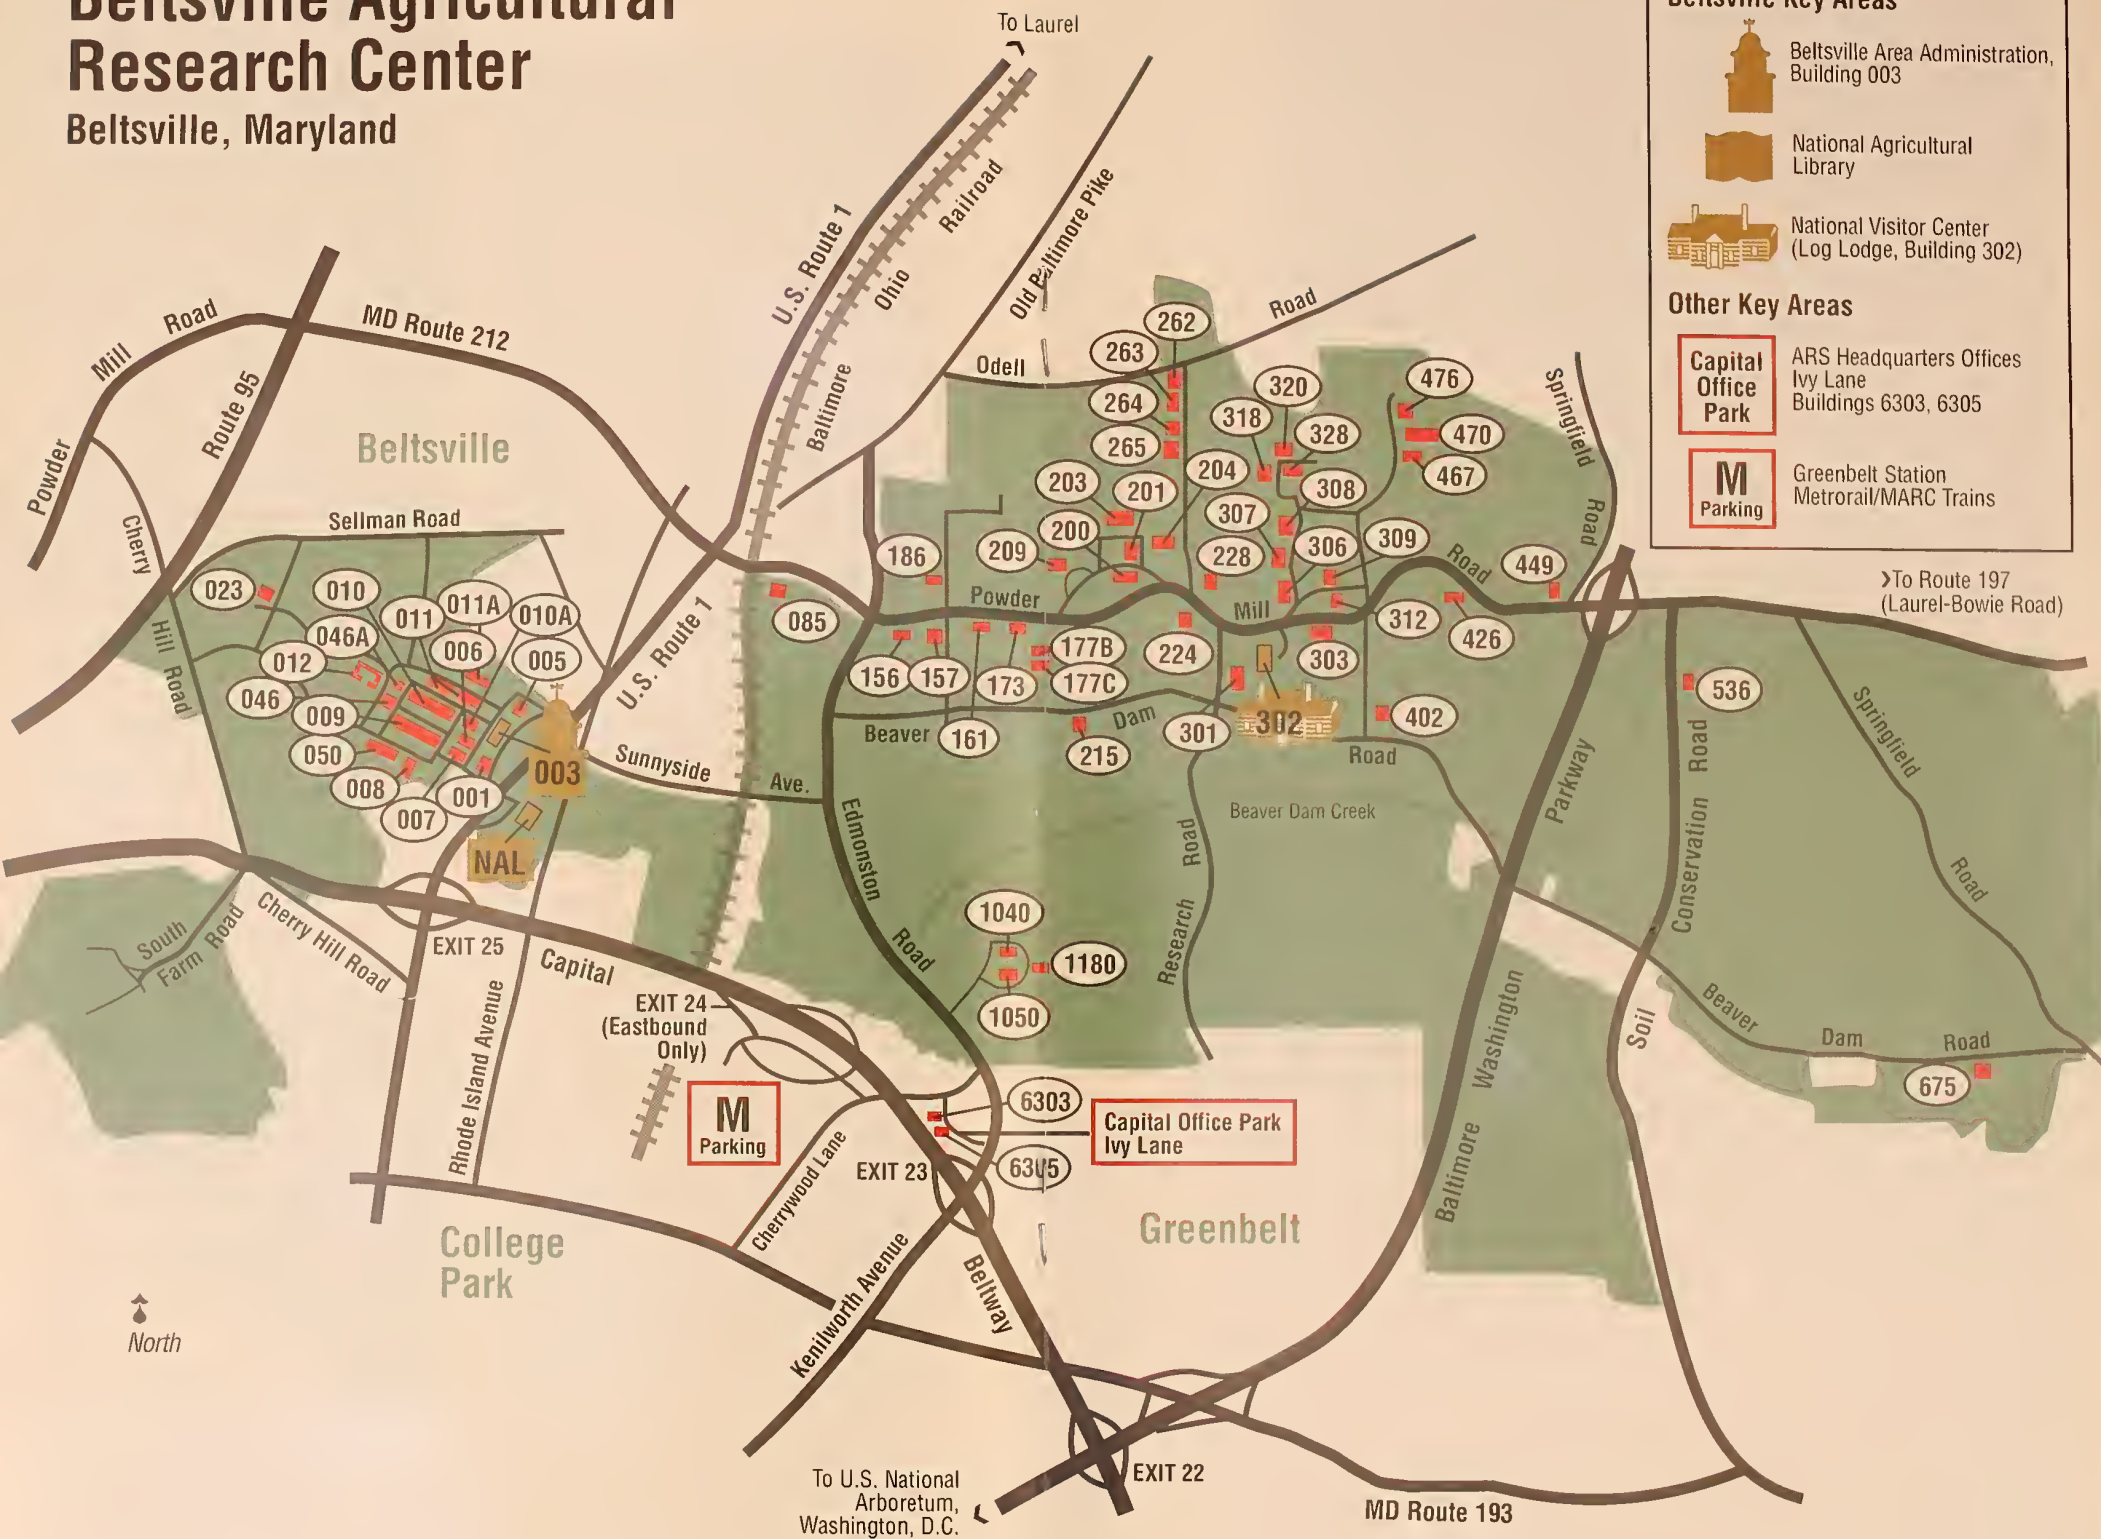 Beltsville Agricultural
Research Center
Beltsville, Maryland
To Laurel
Beltsville Key Areas
Beltsville Area Administration,
Building 003
National Agricultural
Library
National Visitor Center
(Log Lodge, Building 302)
Other Key Areas
Capital
Office
Park
ARS Headquarters Offices
Ivy Lane
Buildings 6303, 6305
M
Parking
Greenbelt Station
Metrorail/MARC Trains
❯To Route 197
(Laurel-Bowie Road)
U.S. Route 1
Baltimore
Ohio
Railroad
Old Baltimore Pike
Odell
Road
Powder
Mill
Road
MD Route 212
Route 95
Beltsville
Sellman Road
Cherry
Hill Road
U.S. Route 1
Springfield
Road
262
263
264
265
320
318
328
476
470
467
203
201
204
200
209
186
307
308
228
306
309
449
Powder
Mill
Road
085
023
010
011
011A
010A
046A
012
006
005
046
009
050
008
007
001
003
NAL
156
157
173
177B
177C
161
224
303
312
426
301
302
402
215
536
Beaver
Dam
Road
Sunnyside
Ave.
Beaver Dam Creek
Edmonston
Road
Research
Road
Parkway
Conservation
Road
Springfield
Road
1040
1180
1050
South
Farm Road
Cherry Hill Road
EXIT 25
Capital
EXIT 24
(Eastbound
Only)
Rhode Island Avenue
M
Parking
Cherrywood Lane
6303
6305
Capital Office Park
Ivy Lane
EXIT 23
Kenilworth Avenue
Beltway
Baltimore
Washington
Soil
Beaver
Dam
Road
675
College
Park
Greenbelt
North
EXIT 22
To U.S. National
Arboretum,
Washington, D.C.
MD Route 193